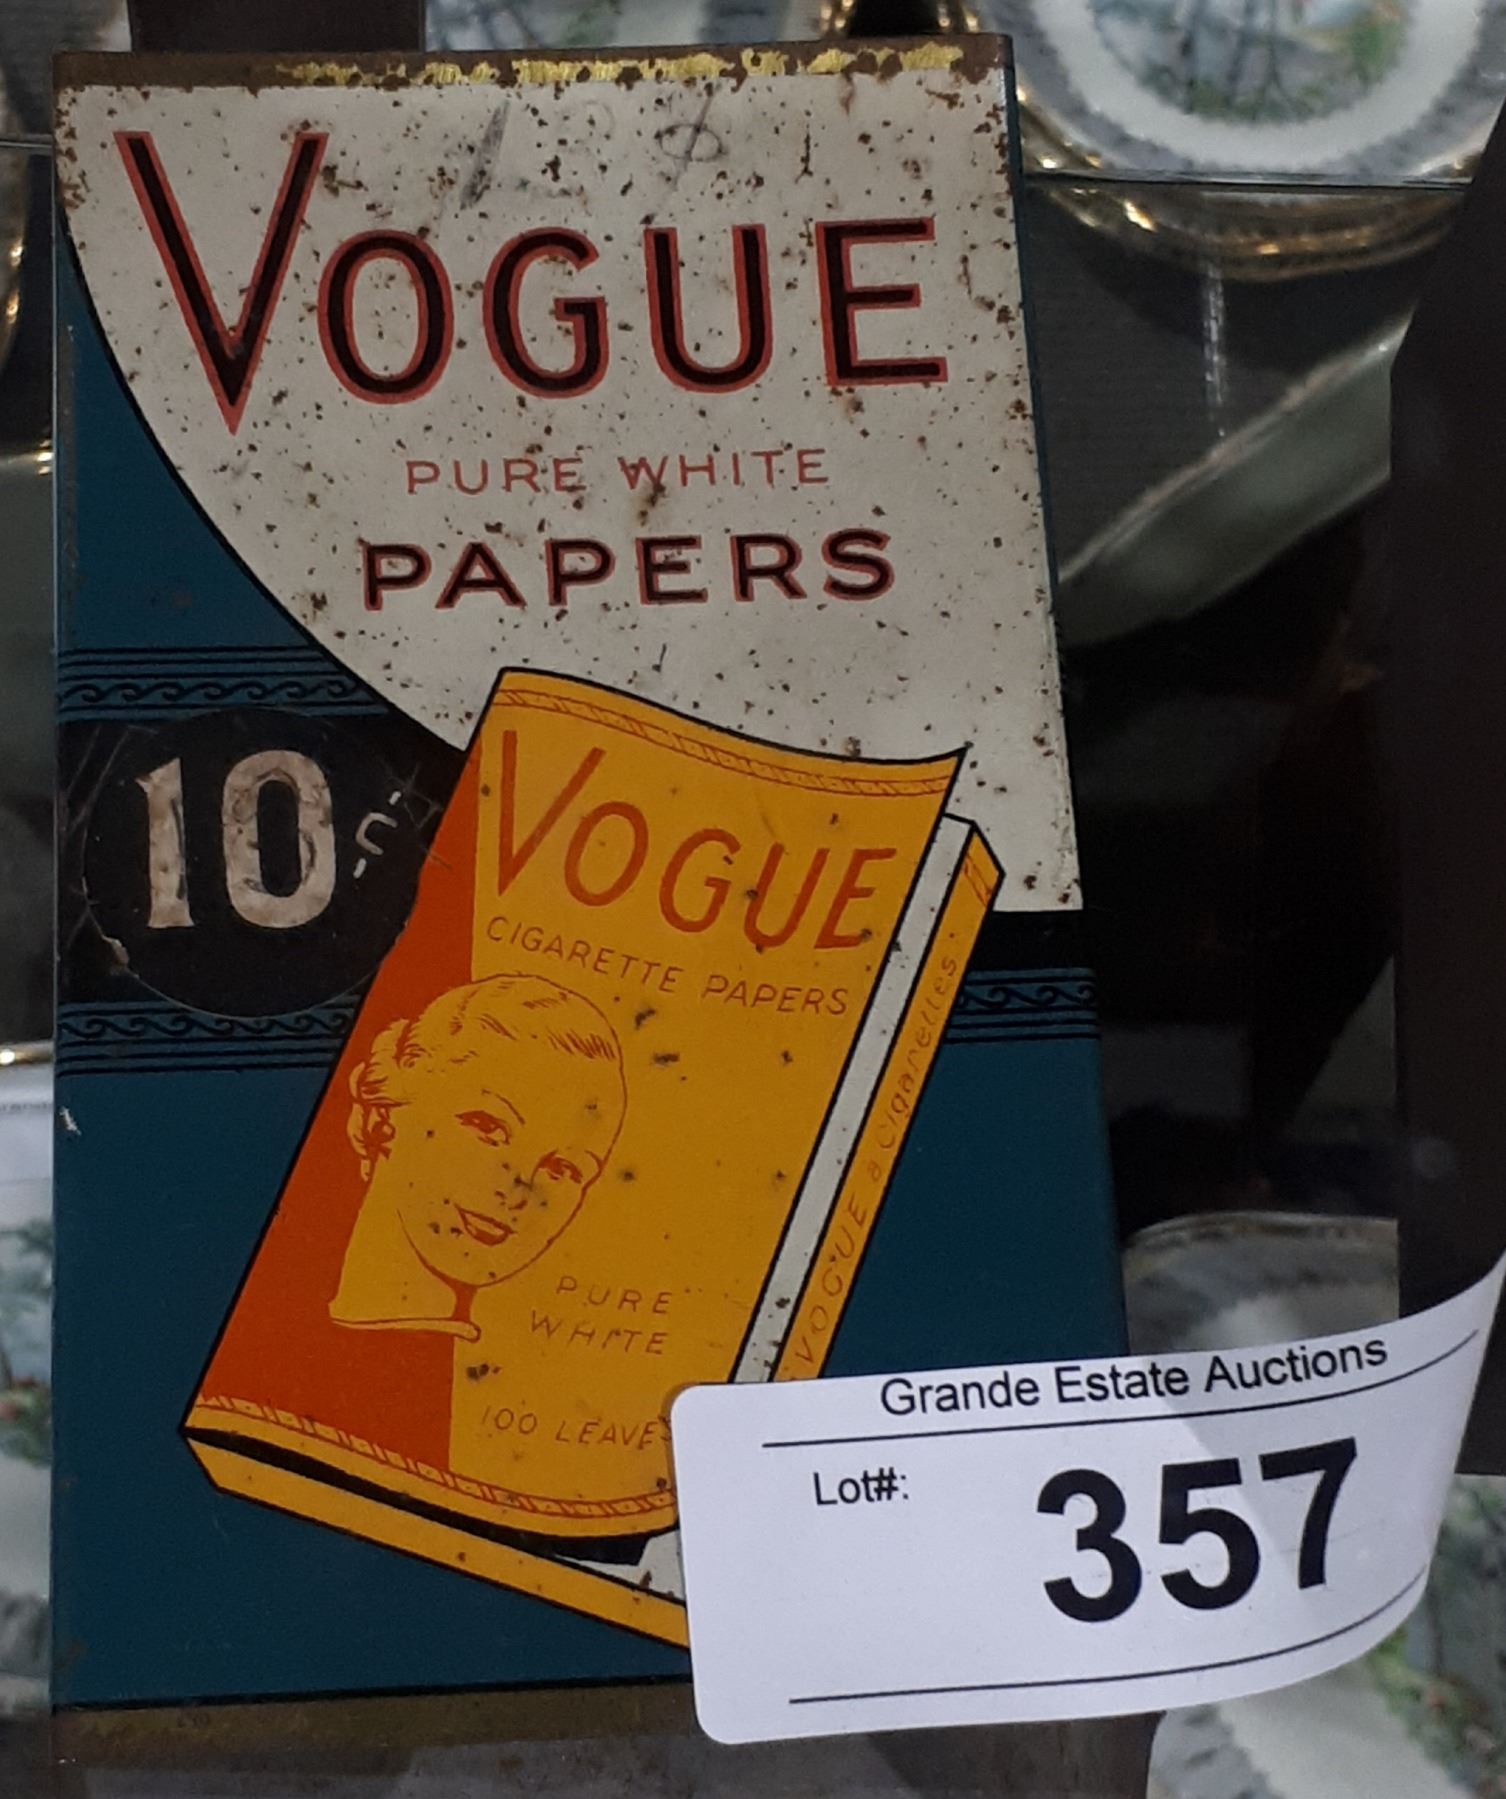 VOGUE
PURE WHITE
PAPERS
10¢
VOGUE
CIGARETTE PAPERS
PURE
WHITE
100 LEAVES
VOGUE à Cigarettes
Grande Estate Auctions
Lot#: 357